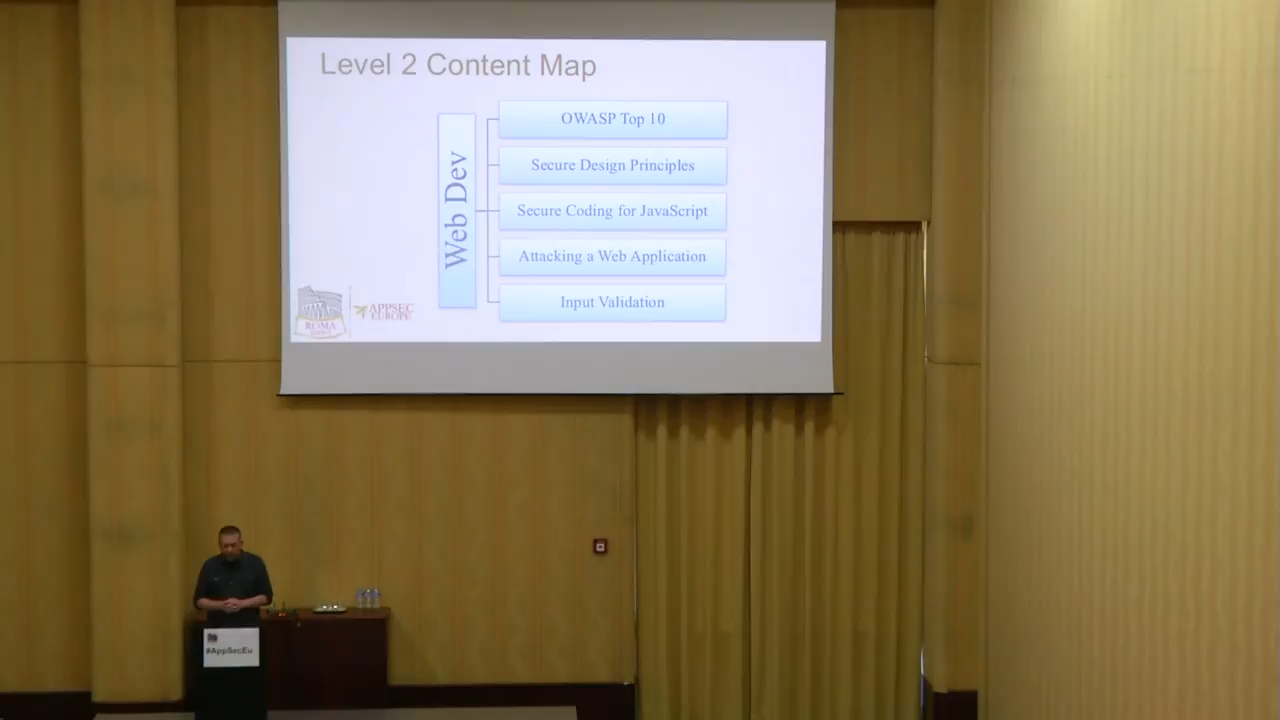 Level 2 Content Map
Web Dev
OWASP Top 10
Secure Design Principles
Secure Coding for JavaScript
Attacking a Web Application
Input Validation
ROMA
APPSEC
EUROPE
#AppSecEu